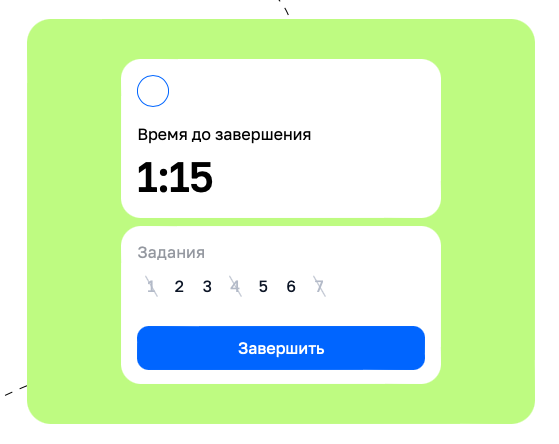 Время до завершения
1:15
Задания
1 2 3 4 5 6 7
Завершить